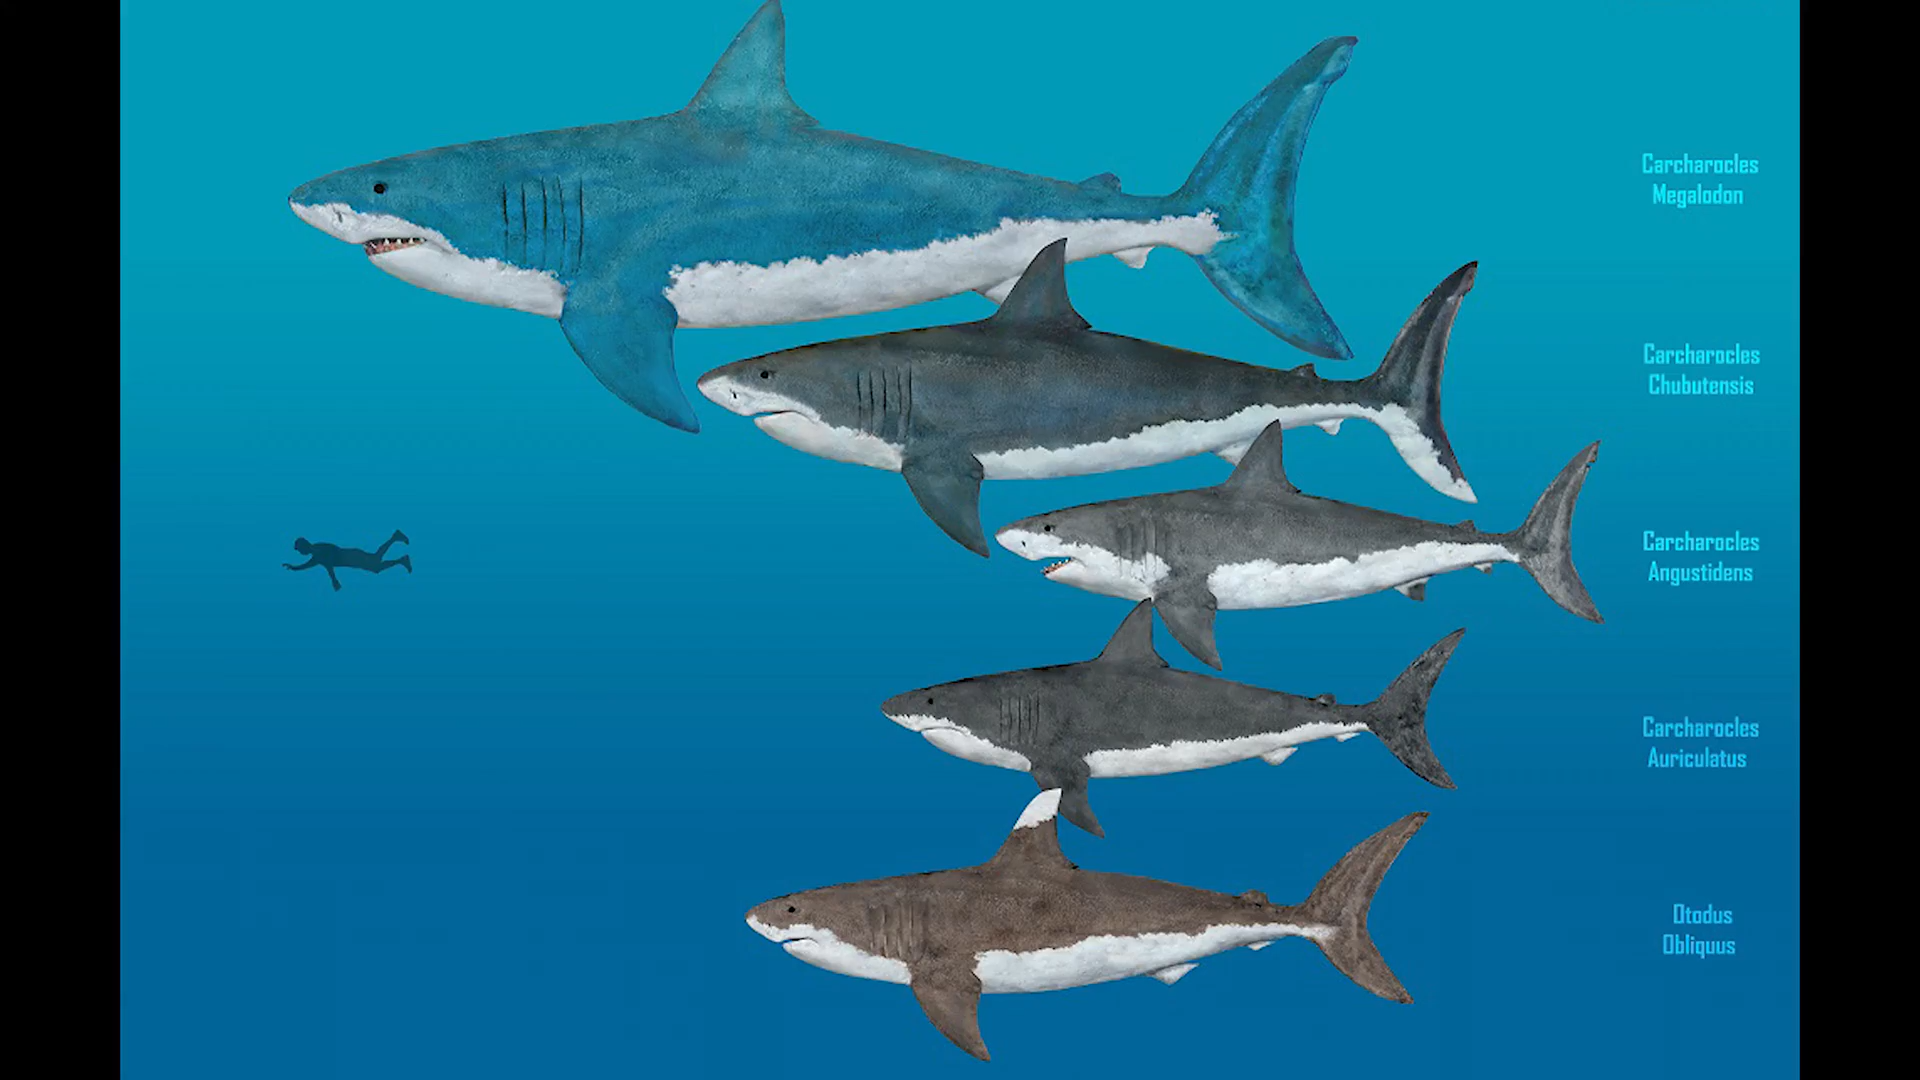 Carcharocles
Megalodon
Carcharocles
Chubutensis
Carcharocles
Angustidens
Carcharocles
Auriculatus
Otodus
Obliquus